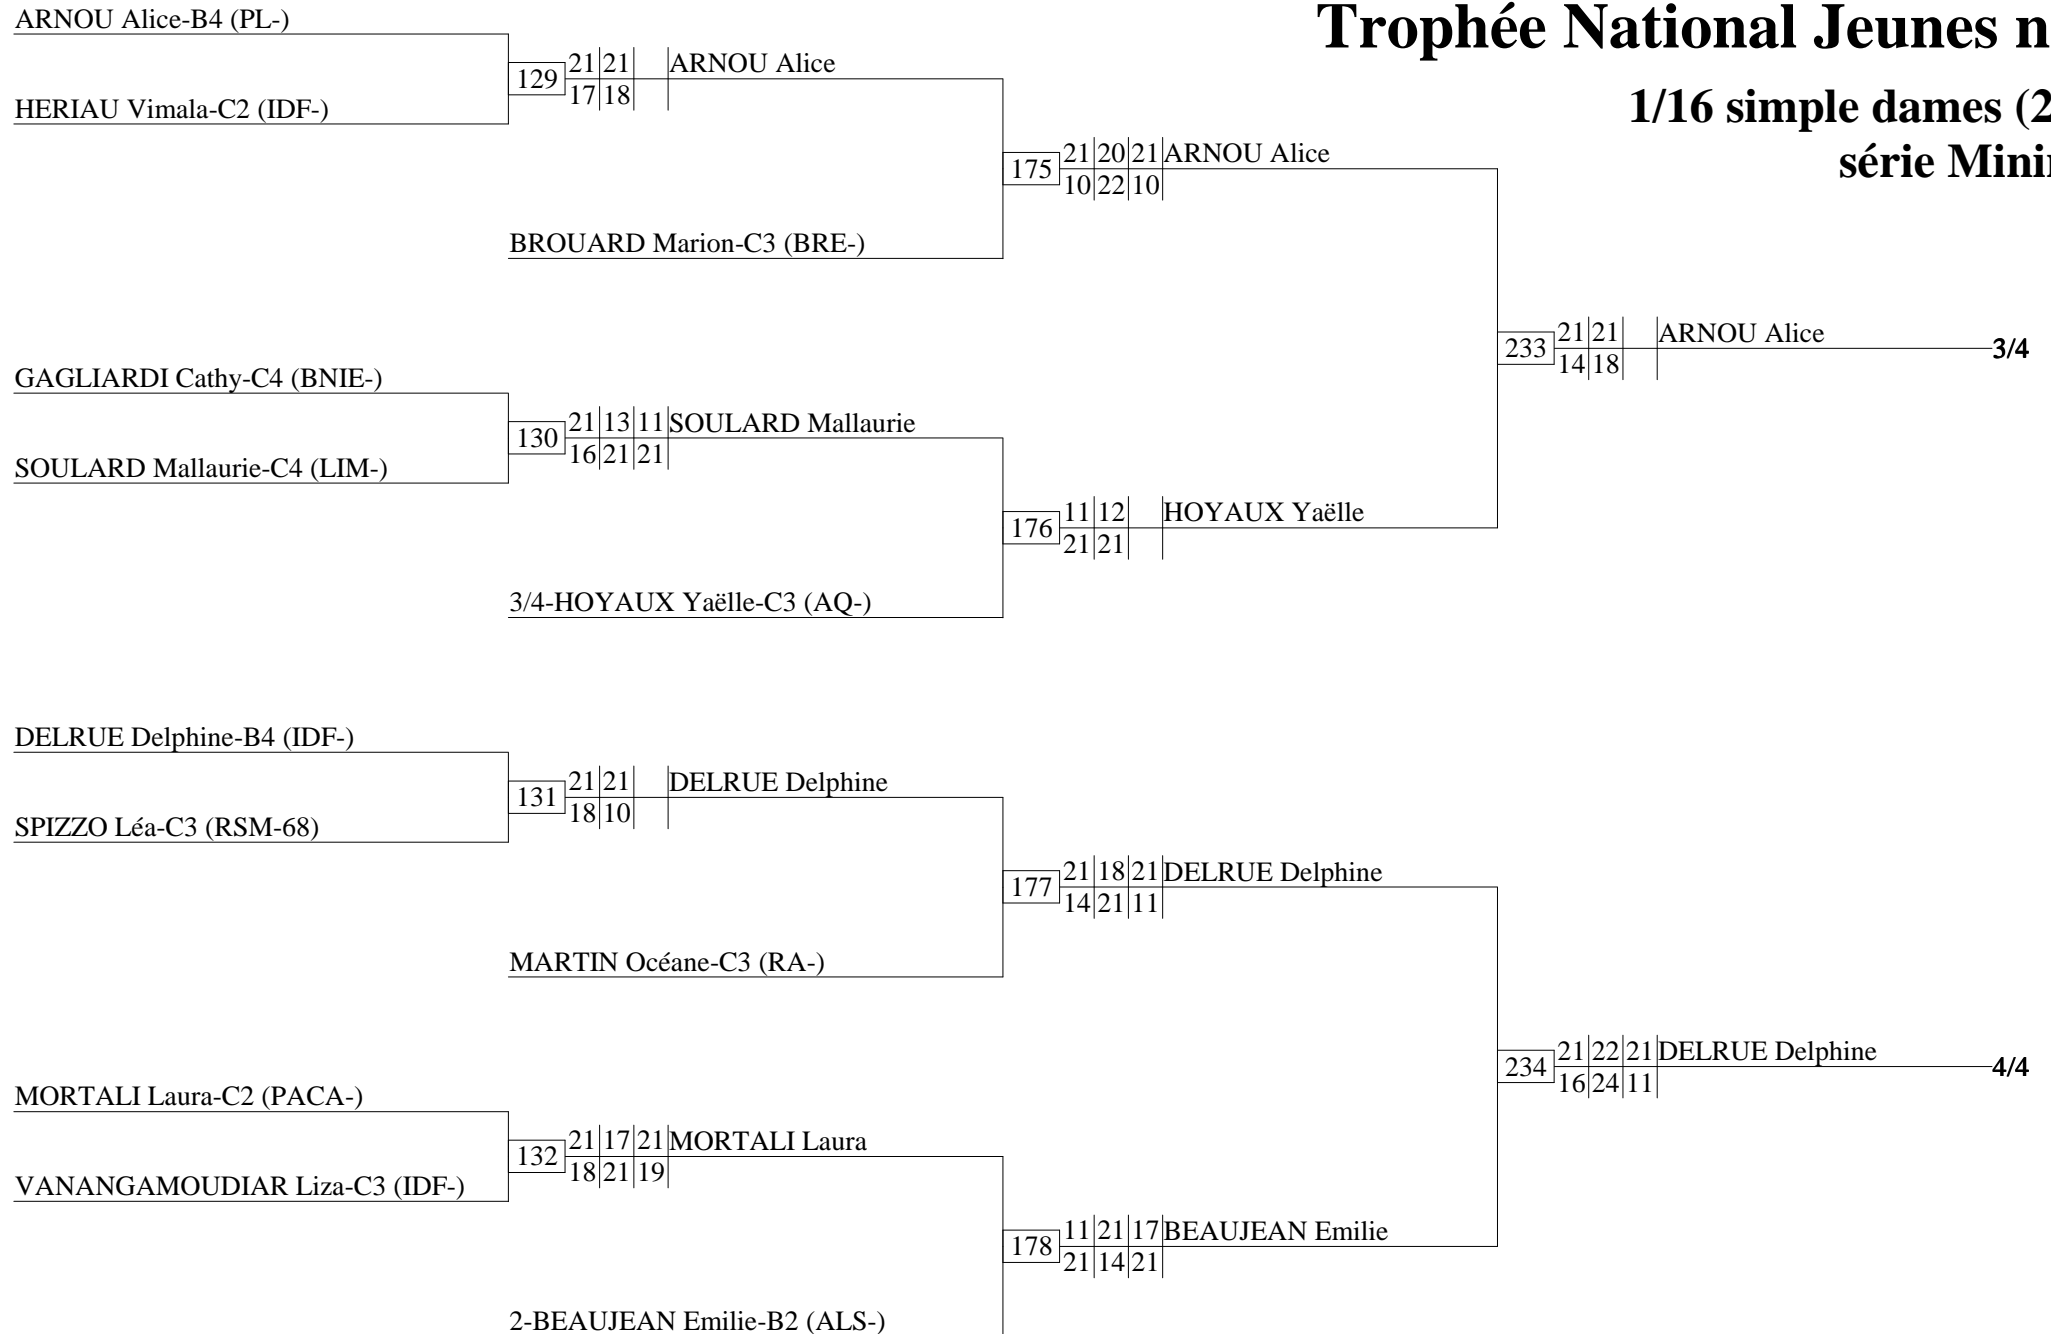 Trophée National Jeunes n
1/16 simple dames (2
série Mini
ARNOU Alice-B4 (PL-)
129 21 21 ARNOU Alice
17 18
HERIAU Vimala-C2 (IDF-)
175 21 20 21 ARNOU Alice
10 22 10
BROUARD Marion-C3 (BRE-)
233 21 21 ARNOU Alice 3/4
14 18
GAGLIARDI Cathy-C4 (BNIE-)
130 21 13 11 SOULARD Mallaurie
16 21 21
SOULARD Mallaurie-C4 (LIM-)
176 11 12 HOYAUX Yaëlle
21 21
3/4-HOYAUX Yaëlle-C3 (AQ-)
DELRUE Delphine-B4 (IDF-)
131 21 21 DELRUE Delphine
18 10
SPIZZO Léa-C3 (RSM-68)
177 21 18 21 DELRUE Delphine
14 21 11
MARTIN Océane-C3 (RA-)
234 21 22 21 DELRUE Delphine 4/4
16 24 11
MORTALI Laura-C2 (PACA-)
132 21 17 21 MORTALI Laura
18 21 19
VANANGAMOUDIAR Liza-C3 (IDF-)
178 11 21 17 BEAUJEAN Emilie
21 14 21
2-BEAUJEAN Emilie-B2 (ALS-)